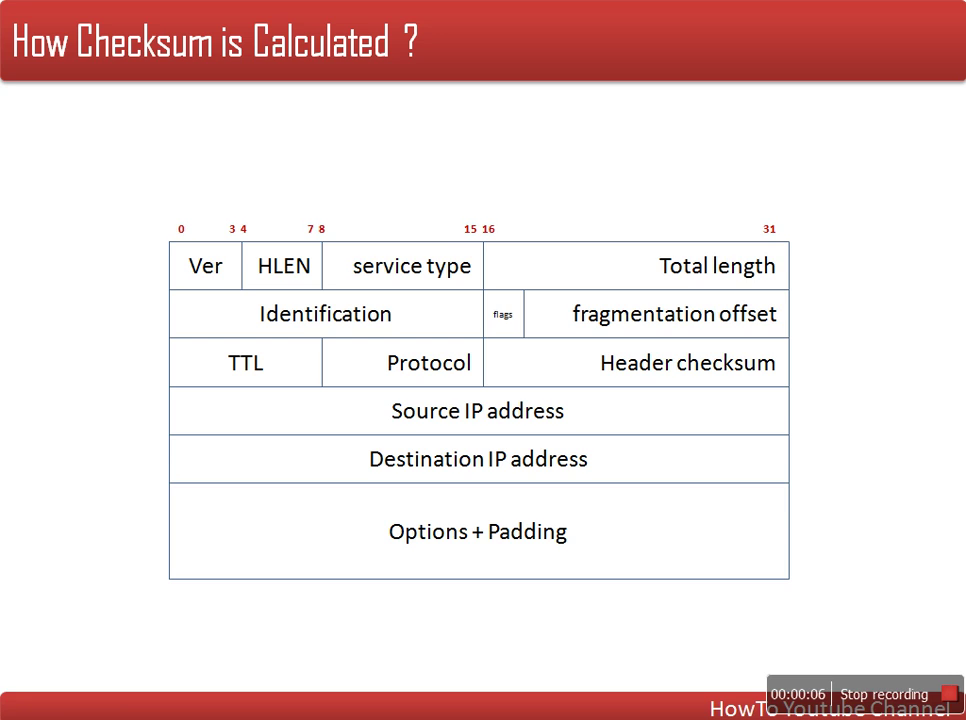 How Checksum is Calculated ?
0 3 4 7 8 15 16 31
Ver HLEN service type Total length
Identification flags fragmentation offset
TTL Protocol Header checksum
Source IP address
Destination IP address
Options + Padding
00:00:06 Stop recording
HowTo Youtube Channel